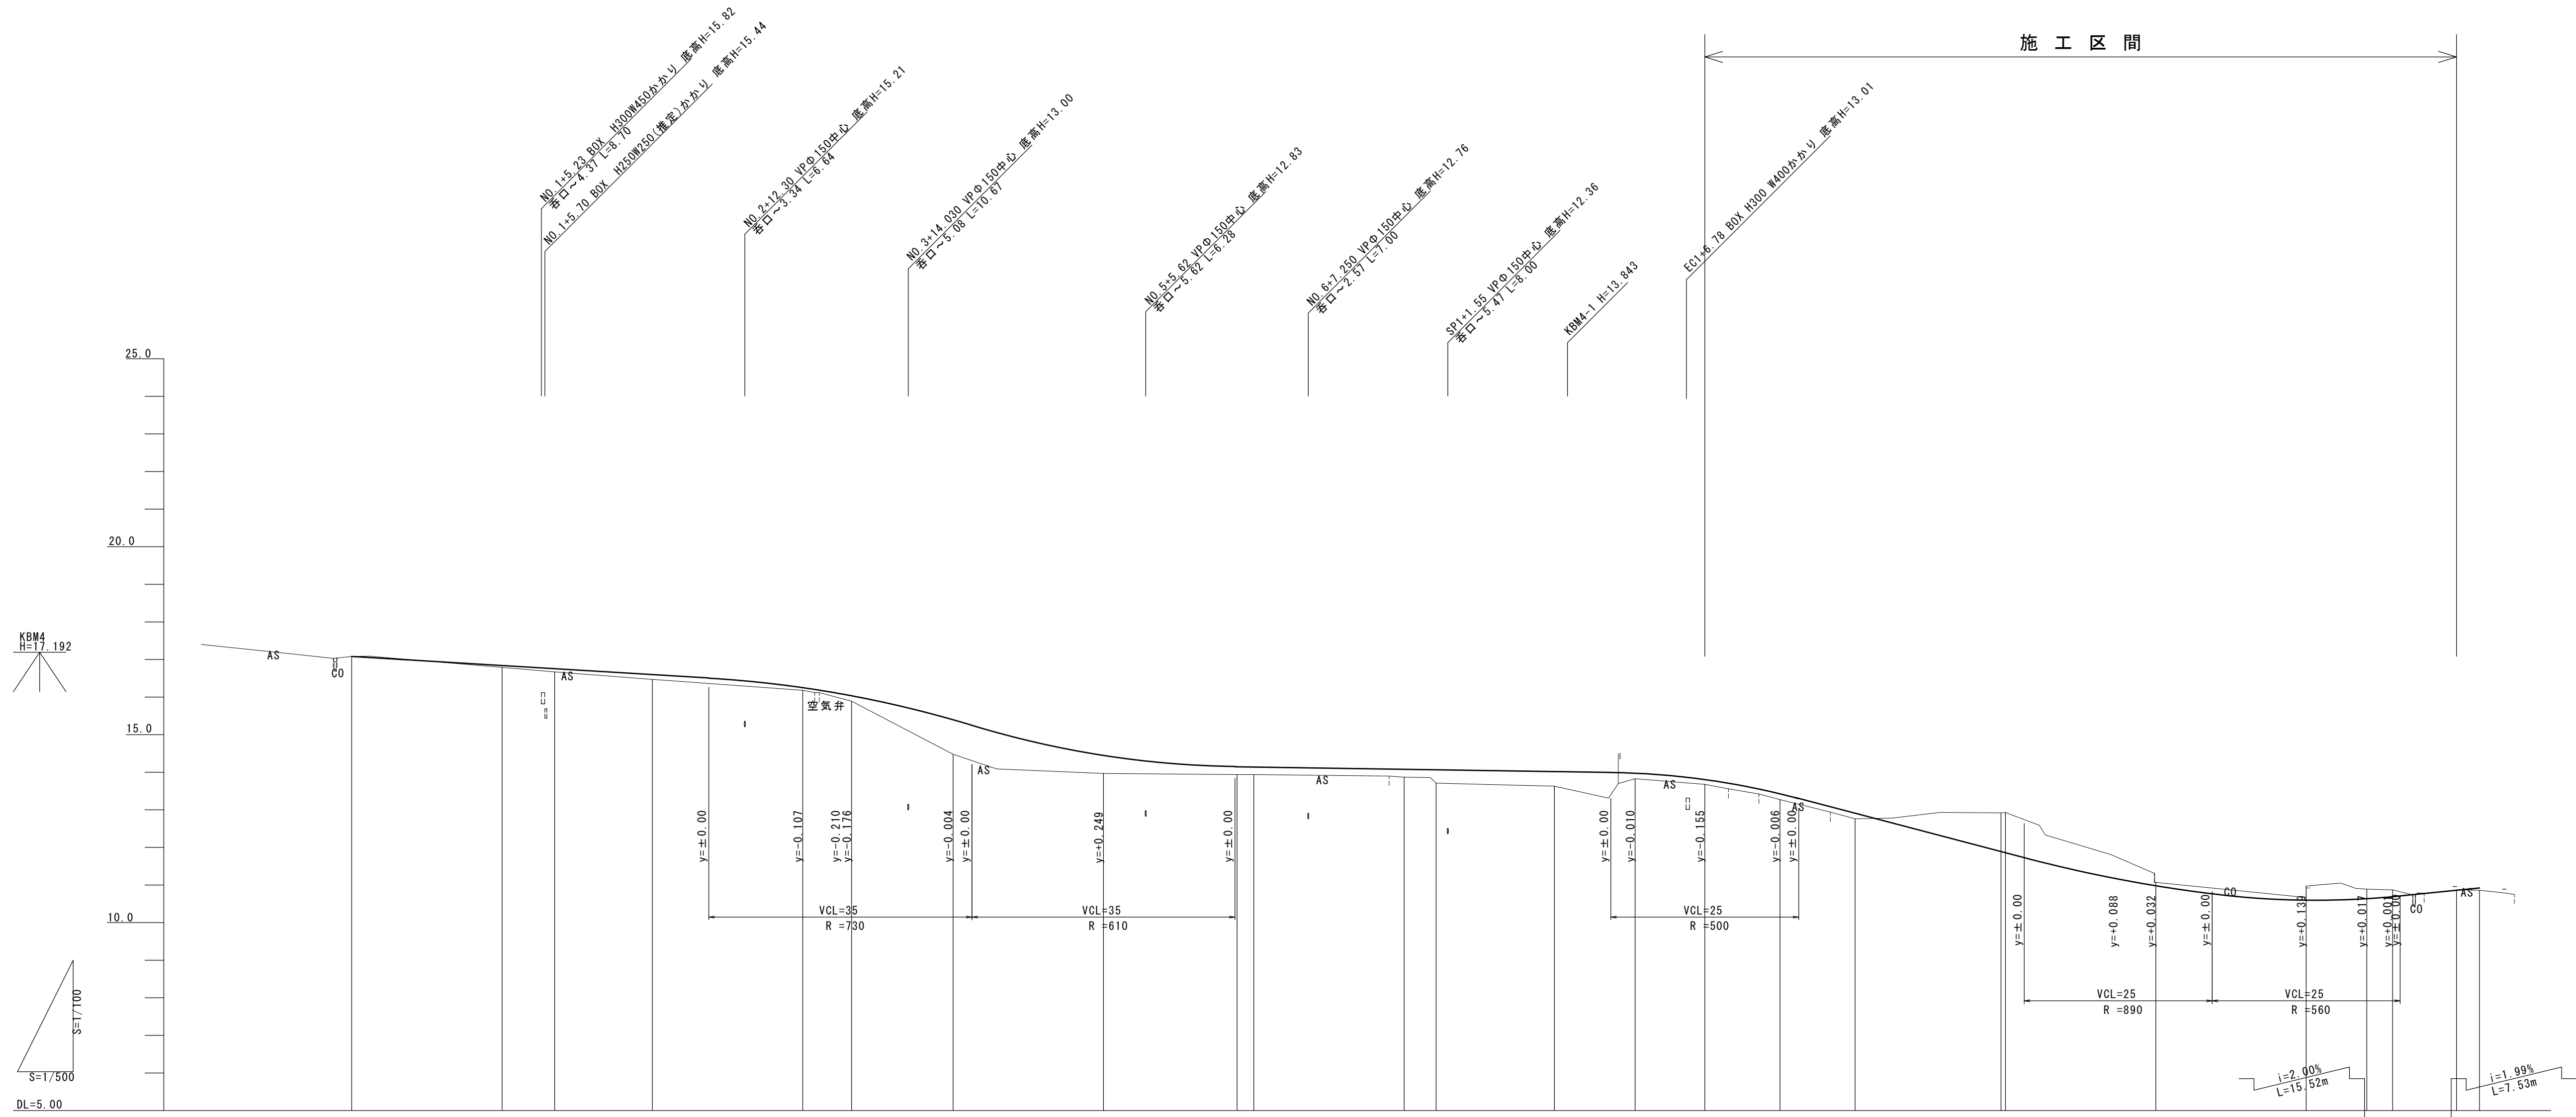 施 工 区 間
NO.1+5.23 BOX H300W450かかり 底高H=15.82
呑口～4.37 L=8.70
NO.1+5.70 BOX H250W250(推定)かかり 底高H=15.44
NO.2+12.30 VPΦ150中心 底高H=15.21
呑口～3.34 L=6.64
NO.3+14.030 VPΦ150中心 底高H=13.00
呑口～5.08 L=10.67
NO.5+5.62 VPΦ150中心 底高H=12.83
呑口～5.62 L=6.28
NO.6+7.250 VPΦ150中心 底高H=12.76
呑口～2.57 L=7.00
SP1+1.55 VPΦ150中心 底高H=12.36
呑口～5.47 L=8.00
KBM4-1 H=13.843
EC1+6.78 BOX H300 W400かかり 底高H=13.01
25.0
20.0
KBM4
H=17.192
AS
CO
AS
空気弁
15.0
AS
AS
AS
AS
y=±0.00
y=-0.107
y=-0.210
y=-0.176
y=-0.004
y=±0.00
y=+0.249
y=±0.00
y=±0.00
y=-0.010
y=-0.155
y=-0.006
y=±0.00
CO
AS
CO
10.0
VCL=35
R =730
VCL=35
R =610
VCL=25
R =500
y=±0.00
y=+0.088
y=+0.032
y=±0.00
y=+0.139
y=+0.017
y=+0.001
y=±0.00
VCL=25
R =890
VCL=25
R =560
S=1/100
S=1/500
i=2.00%
L=15.52m
i=1.99%
L=7.53m
DL=5.00